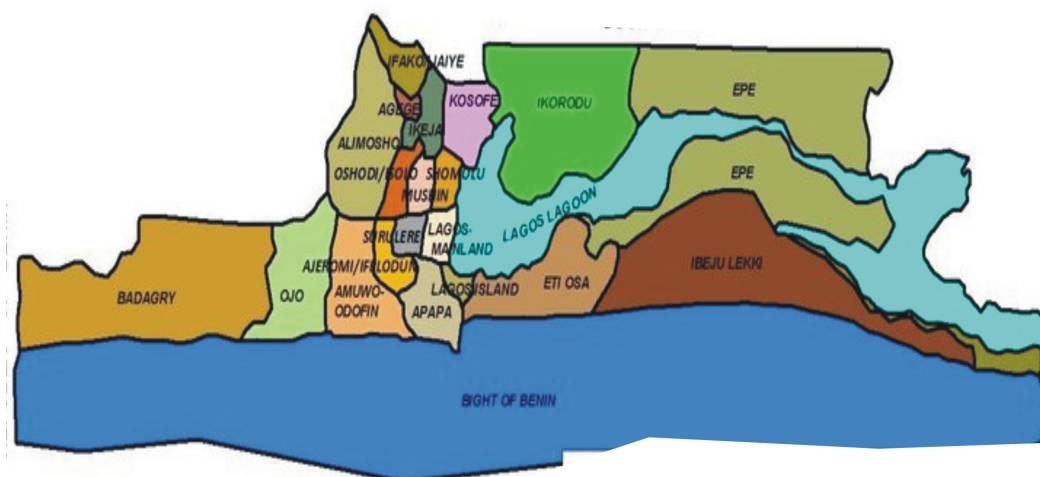 IFAKO/IJAIYE
KOSOFE
IKORODU
EPE
AGEGE
IKEJA
ALIMOSHO
OSHODI/ISOLO
SHOMOLU
MUSHIN
EPE
LAGOS LAGOON
SURULERE
LAGOS-
MAINLAND
AJEROMI/IFELODUN
IBEJU LEKKI
BADAGRY
OJO
AMUWO-
ODOFIN
LAGOS ISLAND
ETI OSA
APAPA
BIGHT OF BENIN